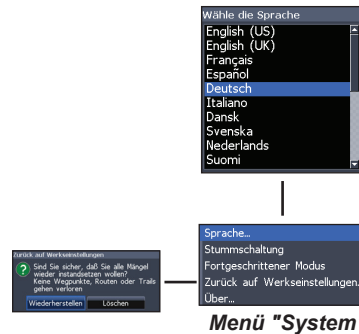 Wähle die Sprache
English (US)
English (UK)
Français
Español
Deutsch
Italiano
Dansk
Svenska
Nederlands
Suomi
Sprache...
Stummschaltung
Fortgeschrittener Modus
Zurück auf Werkseinstellungen.
Über...
Zurück auf Werkseinstellungen
Sind Sie sicher, daß Sie alle Mängel
wieder instandsetzen wollen?
Keine Wegpunkte, Routen oder Trails
gehen verloren
Wiederherstellen Löschen
Menü "System